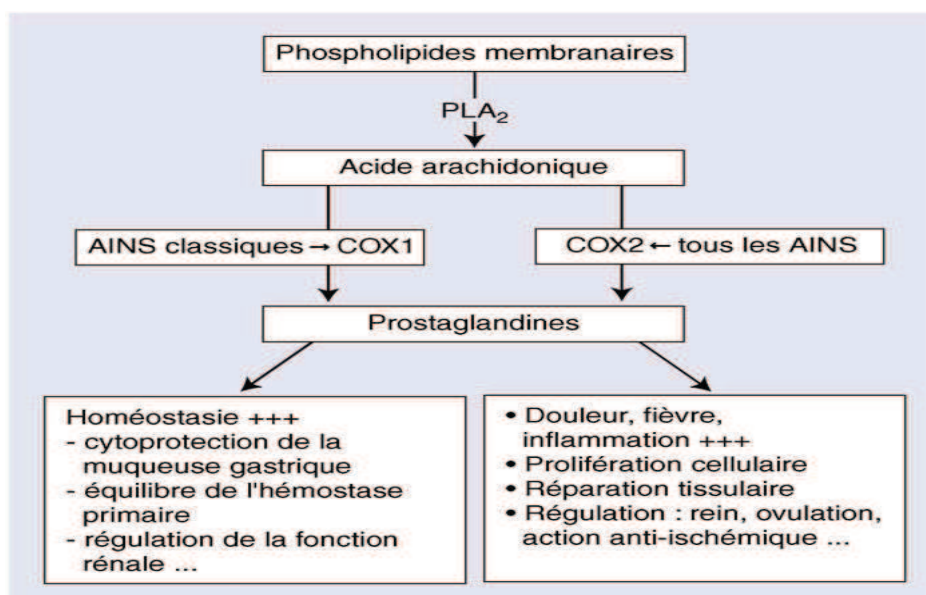 Phospholipides membranaires
PLA₂
Acide arachidonique
AINS classiques → COX1
COX2 ← tous les AINS
Prostaglandines
Homéostasie +++
- cytoprotection de la
muqueuse gastrique
- équilibre de l'hémostase
primaire
- régulation de la fonction
rénale ...
• Douleur, fièvre,
inflammation +++
• Prolifération cellulaire
• Réparation tissulaire
• Régulation : rein, ovulation,
action anti-ischémique ...